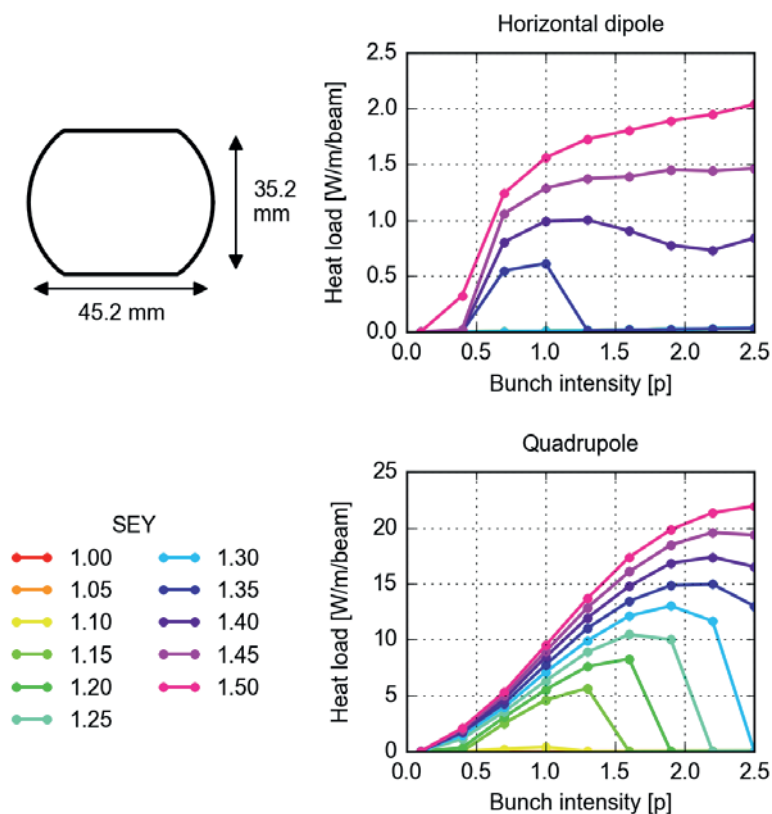 Horizontal dipole
2.5
2.0
1.5
1.0
0.5
0.0
Heat load [W/m/beam]
0.0 0.5 1.0 1.5 2.0 2.5
Bunch intensity [p]
35.2
mm
45.2 mm
Quadrupole
25
20
15
10
5
0
Heat load [W/m/beam]
0.0 0.5 1.0 1.5 2.0 2.5
Bunch intensity [p]
SEY
1.00 1.30
1.05 1.35
1.10 1.40
1.15 1.45
1.20 1.50
1.25